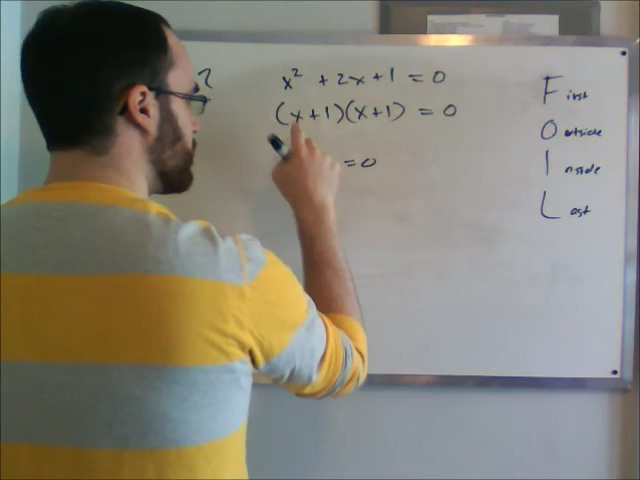 ?
x² + 2x + 1 = 0
(x+1)(x+1) = 0
= 0
First
Outside
Inside
Last